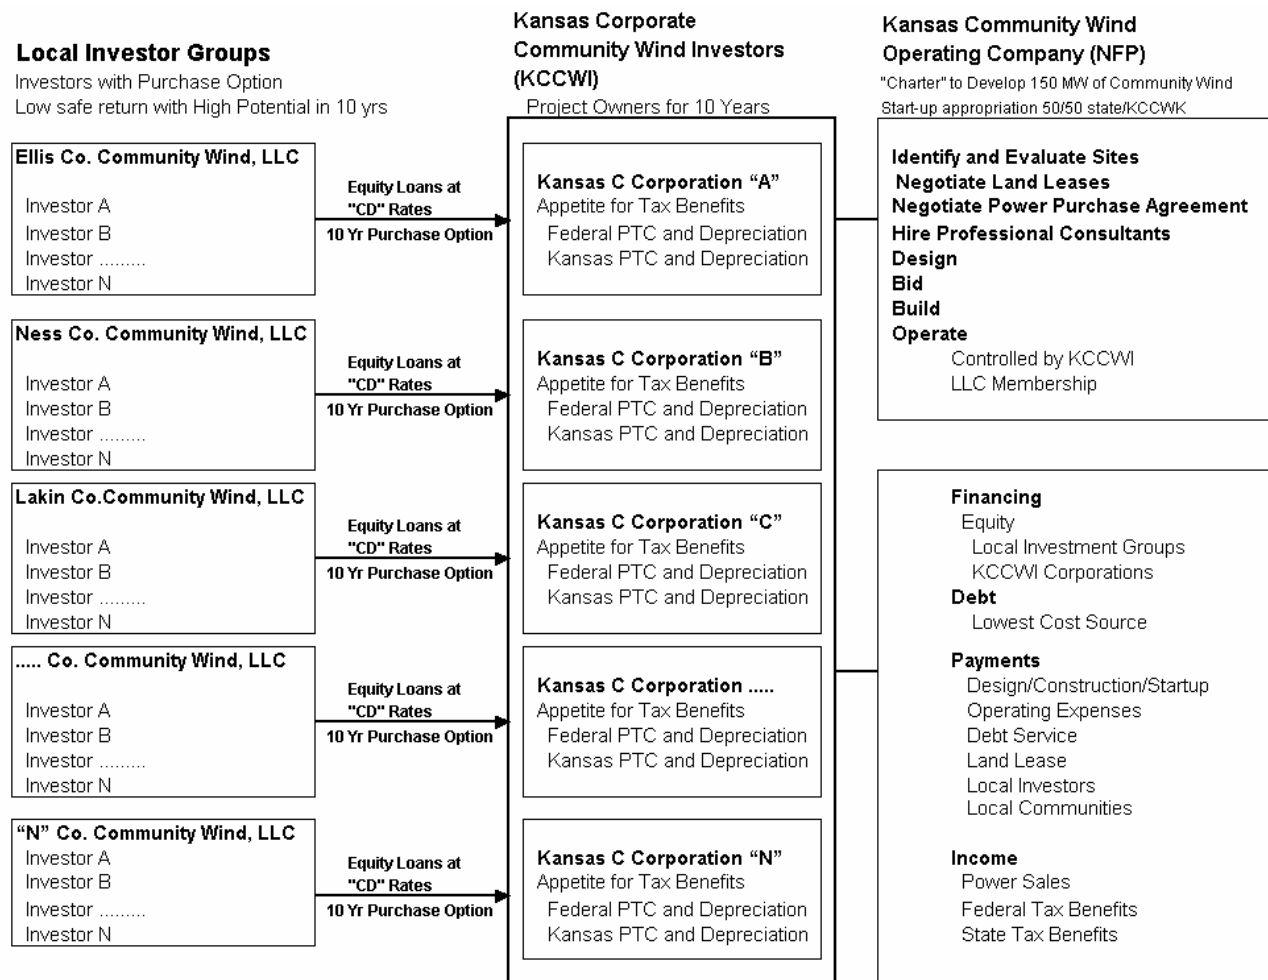 Local Investor Groups
Investors with Purchase Option
Low safe return with High Potential in 10 yrs
Ellis Co. Community Wind, LLC
Investor A
Investor B
Investor .........
Investor N
Ness Co. Community Wind, LLC
Investor A
Investor B
Investor .........
Investor N
Lakin Co.Community Wind, LLC
Investor A
Investor B
Investor .........
Investor N
..... Co. Community Wind, LLC
Investor A
Investor B
Investor .........
Investor N
“N” Co. Community Wind, LLC
Investor A
Investor B
Investor .........
Investor N
Equity Loans at
"CD" Rates
10 Yr Purchase Option
Equity Loans at
"CD" Rates
10 Yr Purchase Option
Equity Loans at
"CD" Rates
10 Yr Purchase Option
Equity Loans at
"CD" Rates
10 Yr Purchase Option
Equity Loans at
"CD" Rates
10 Yr Purchase Option
Kansas Corporate
Community Wind Investors
(KCCWI)
Project Owners for 10 Years
Kansas C Corporation “A”
Appetite for Tax Benefits
Federal PTC and Depreciation
Kansas PTC and Depreciation
Kansas C Corporation “B”
Appetite for Tax Benefits
Federal PTC and Depreciation
Kansas PTC and Depreciation
Kansas C Corporation “C”
Appetite for Tax Benefits
Federal PTC and Depreciation
Kansas PTC and Depreciation
Kansas C Corporation .....
Appetite for Tax Benefits
Federal PTC and Depreciation
Kansas PTC and Depreciation
Kansas C Corporation “N”
Appetite for Tax Benefits
Federal PTC and Depreciation
Kansas PTC and Depreciation
Kansas Community Wind
Operating Company (NFP)
"Charter" to Develop 150 MW of Community Wind
Start-up appropriation 50/50 state/KCCWK
Identify and Evaluate Sites
Negotiate Land Leases
Negotiate Power Purchase Agreement
Hire Professional Consultants
Design
Bid
Build
Operate
Controlled by KCCWI
LLC Membership
Financing
Equity
Local Investment Groups
KCCWI Corporations
Debt
Lowest Cost Source
Payments
Design/Construction/Startup
Operating Expenses
Debt Service
Land Lease
Local Investors
Local Communities
Income
Power Sales
Federal Tax Benefits
State Tax Benefits